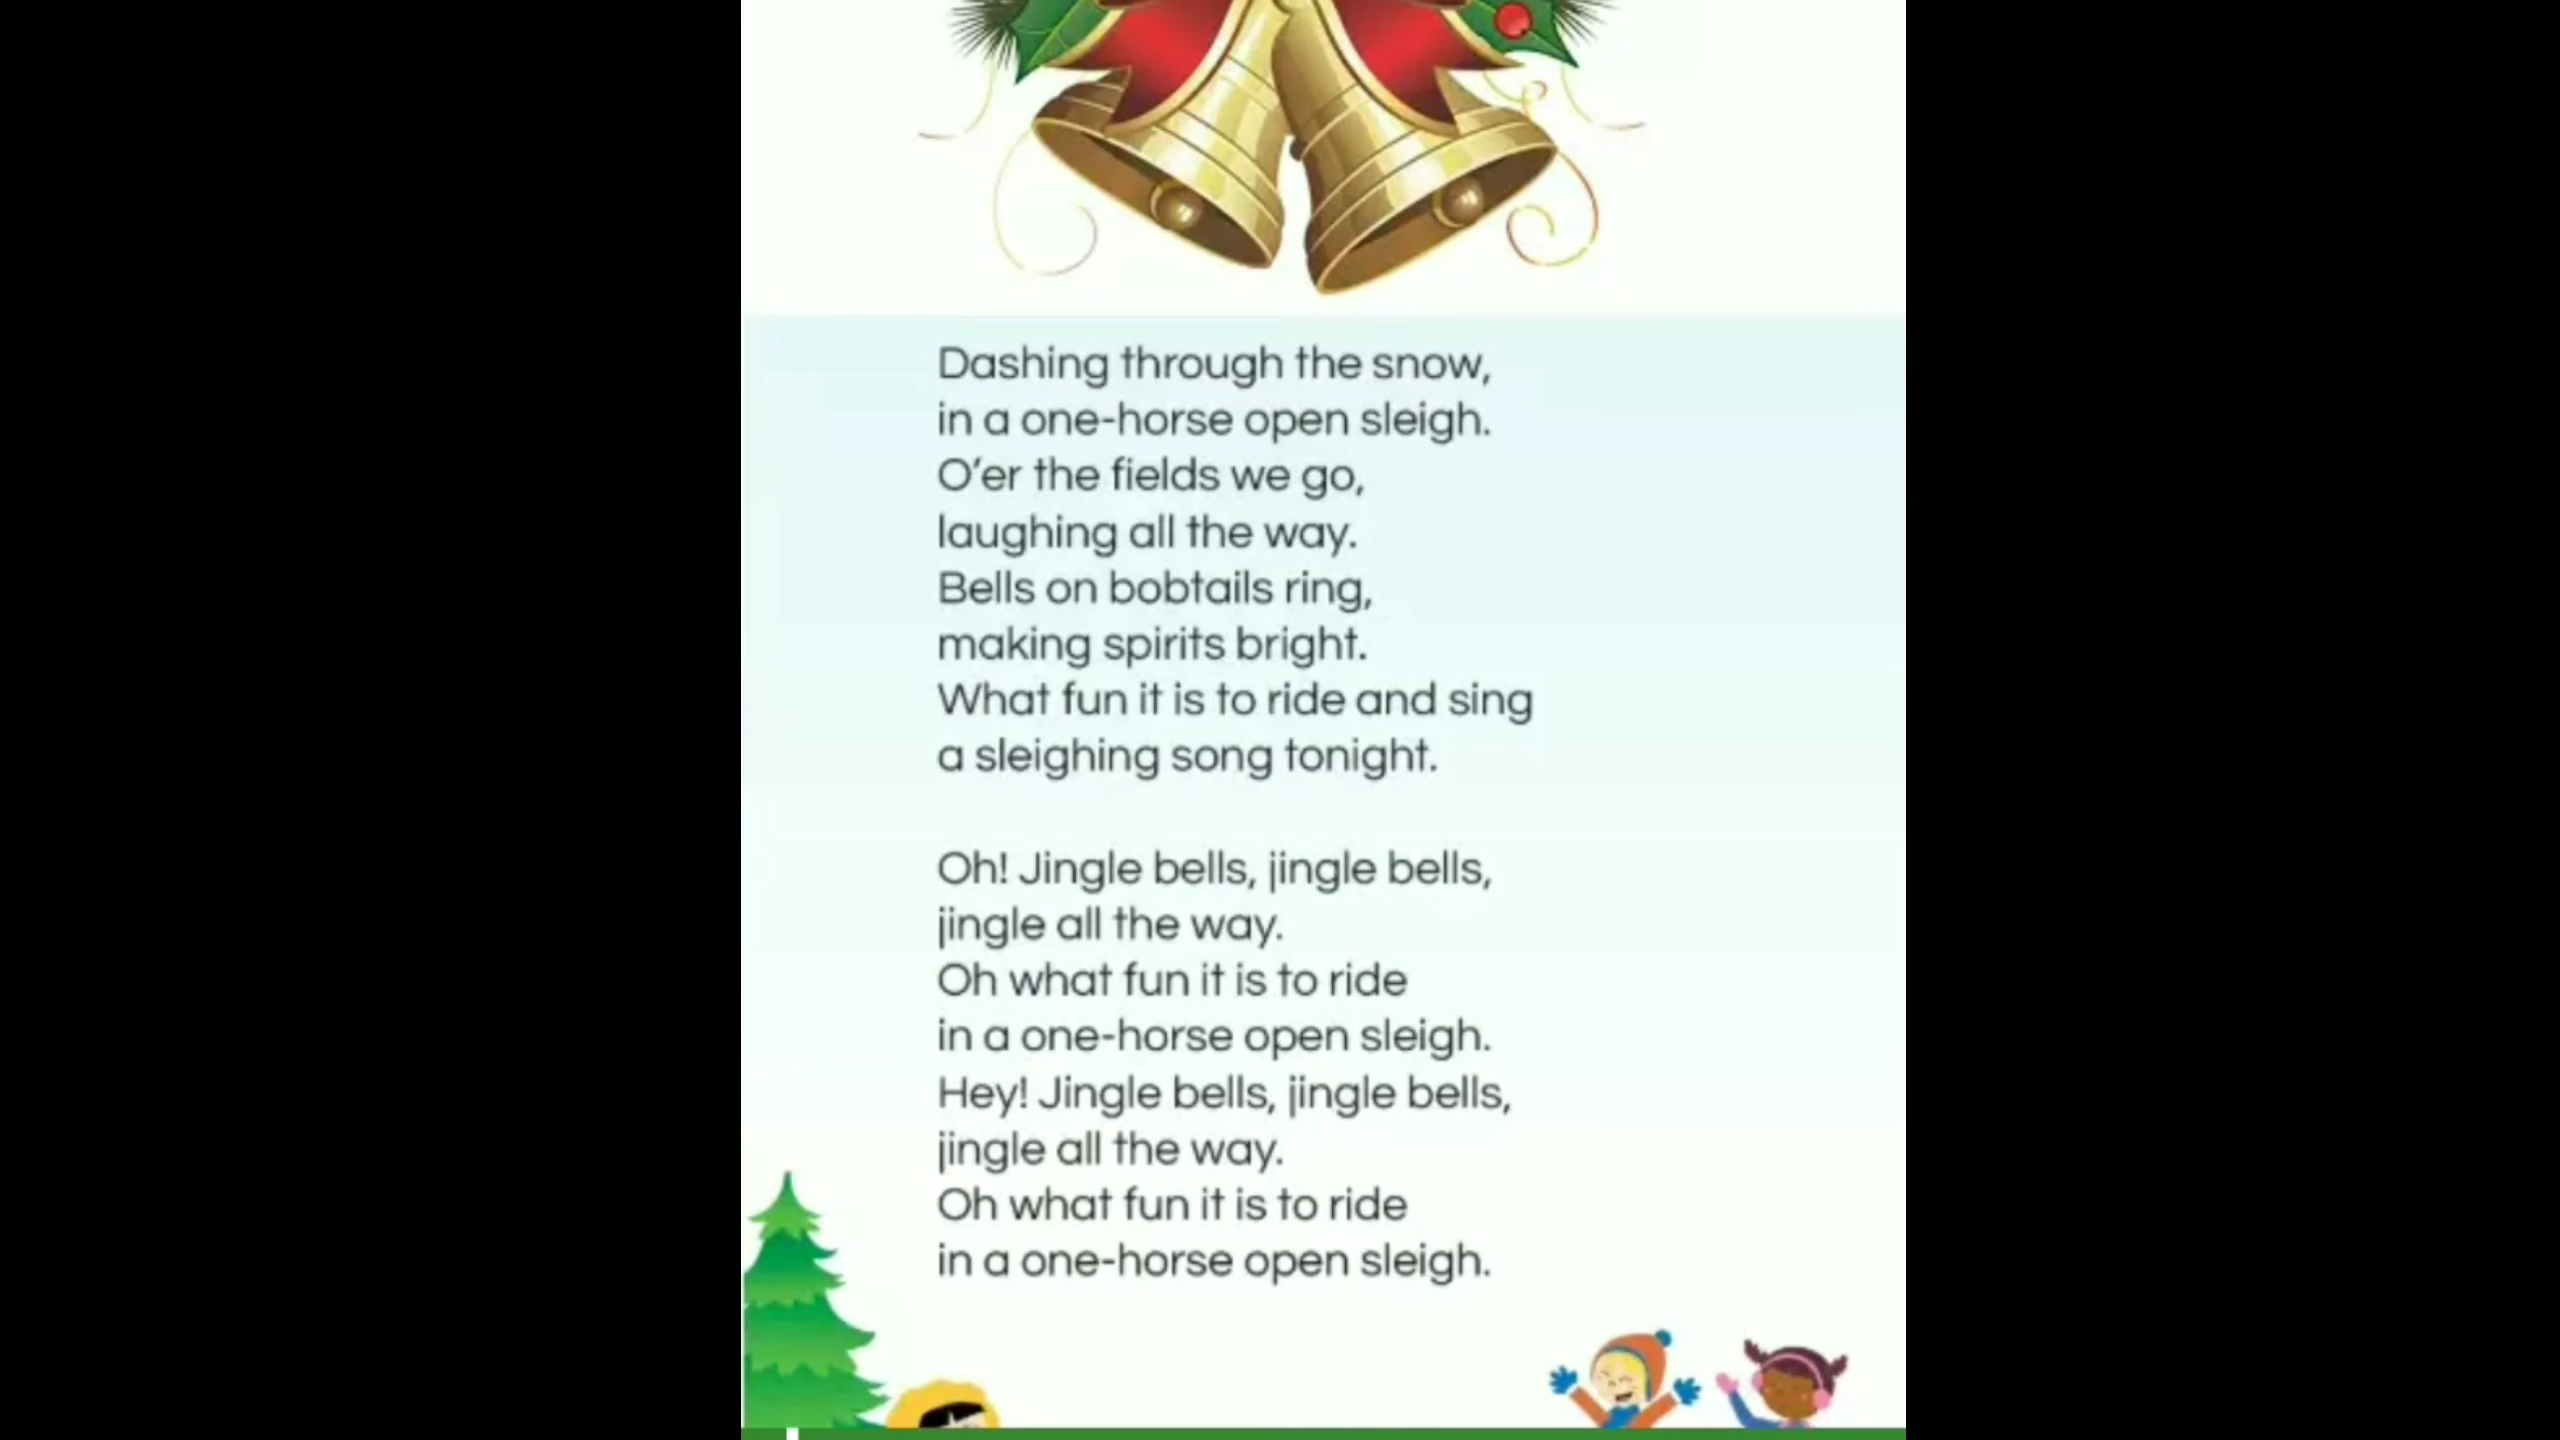 Dashing through the snow,
in a one-horse open sleigh.
O’er the fields we go,
laughing all the way.
Bells on bobtails ring,
making spirits bright.
What fun it is to ride and sing
a sleighing song tonight.
Oh! Jingle bells, jingle bells,
jingle all the way.
Oh what fun it is to ride
in a one-horse open sleigh.
Hey! Jingle bells, jingle bells,
jingle all the way.
Oh what fun it is to ride
in a one-horse open sleigh.